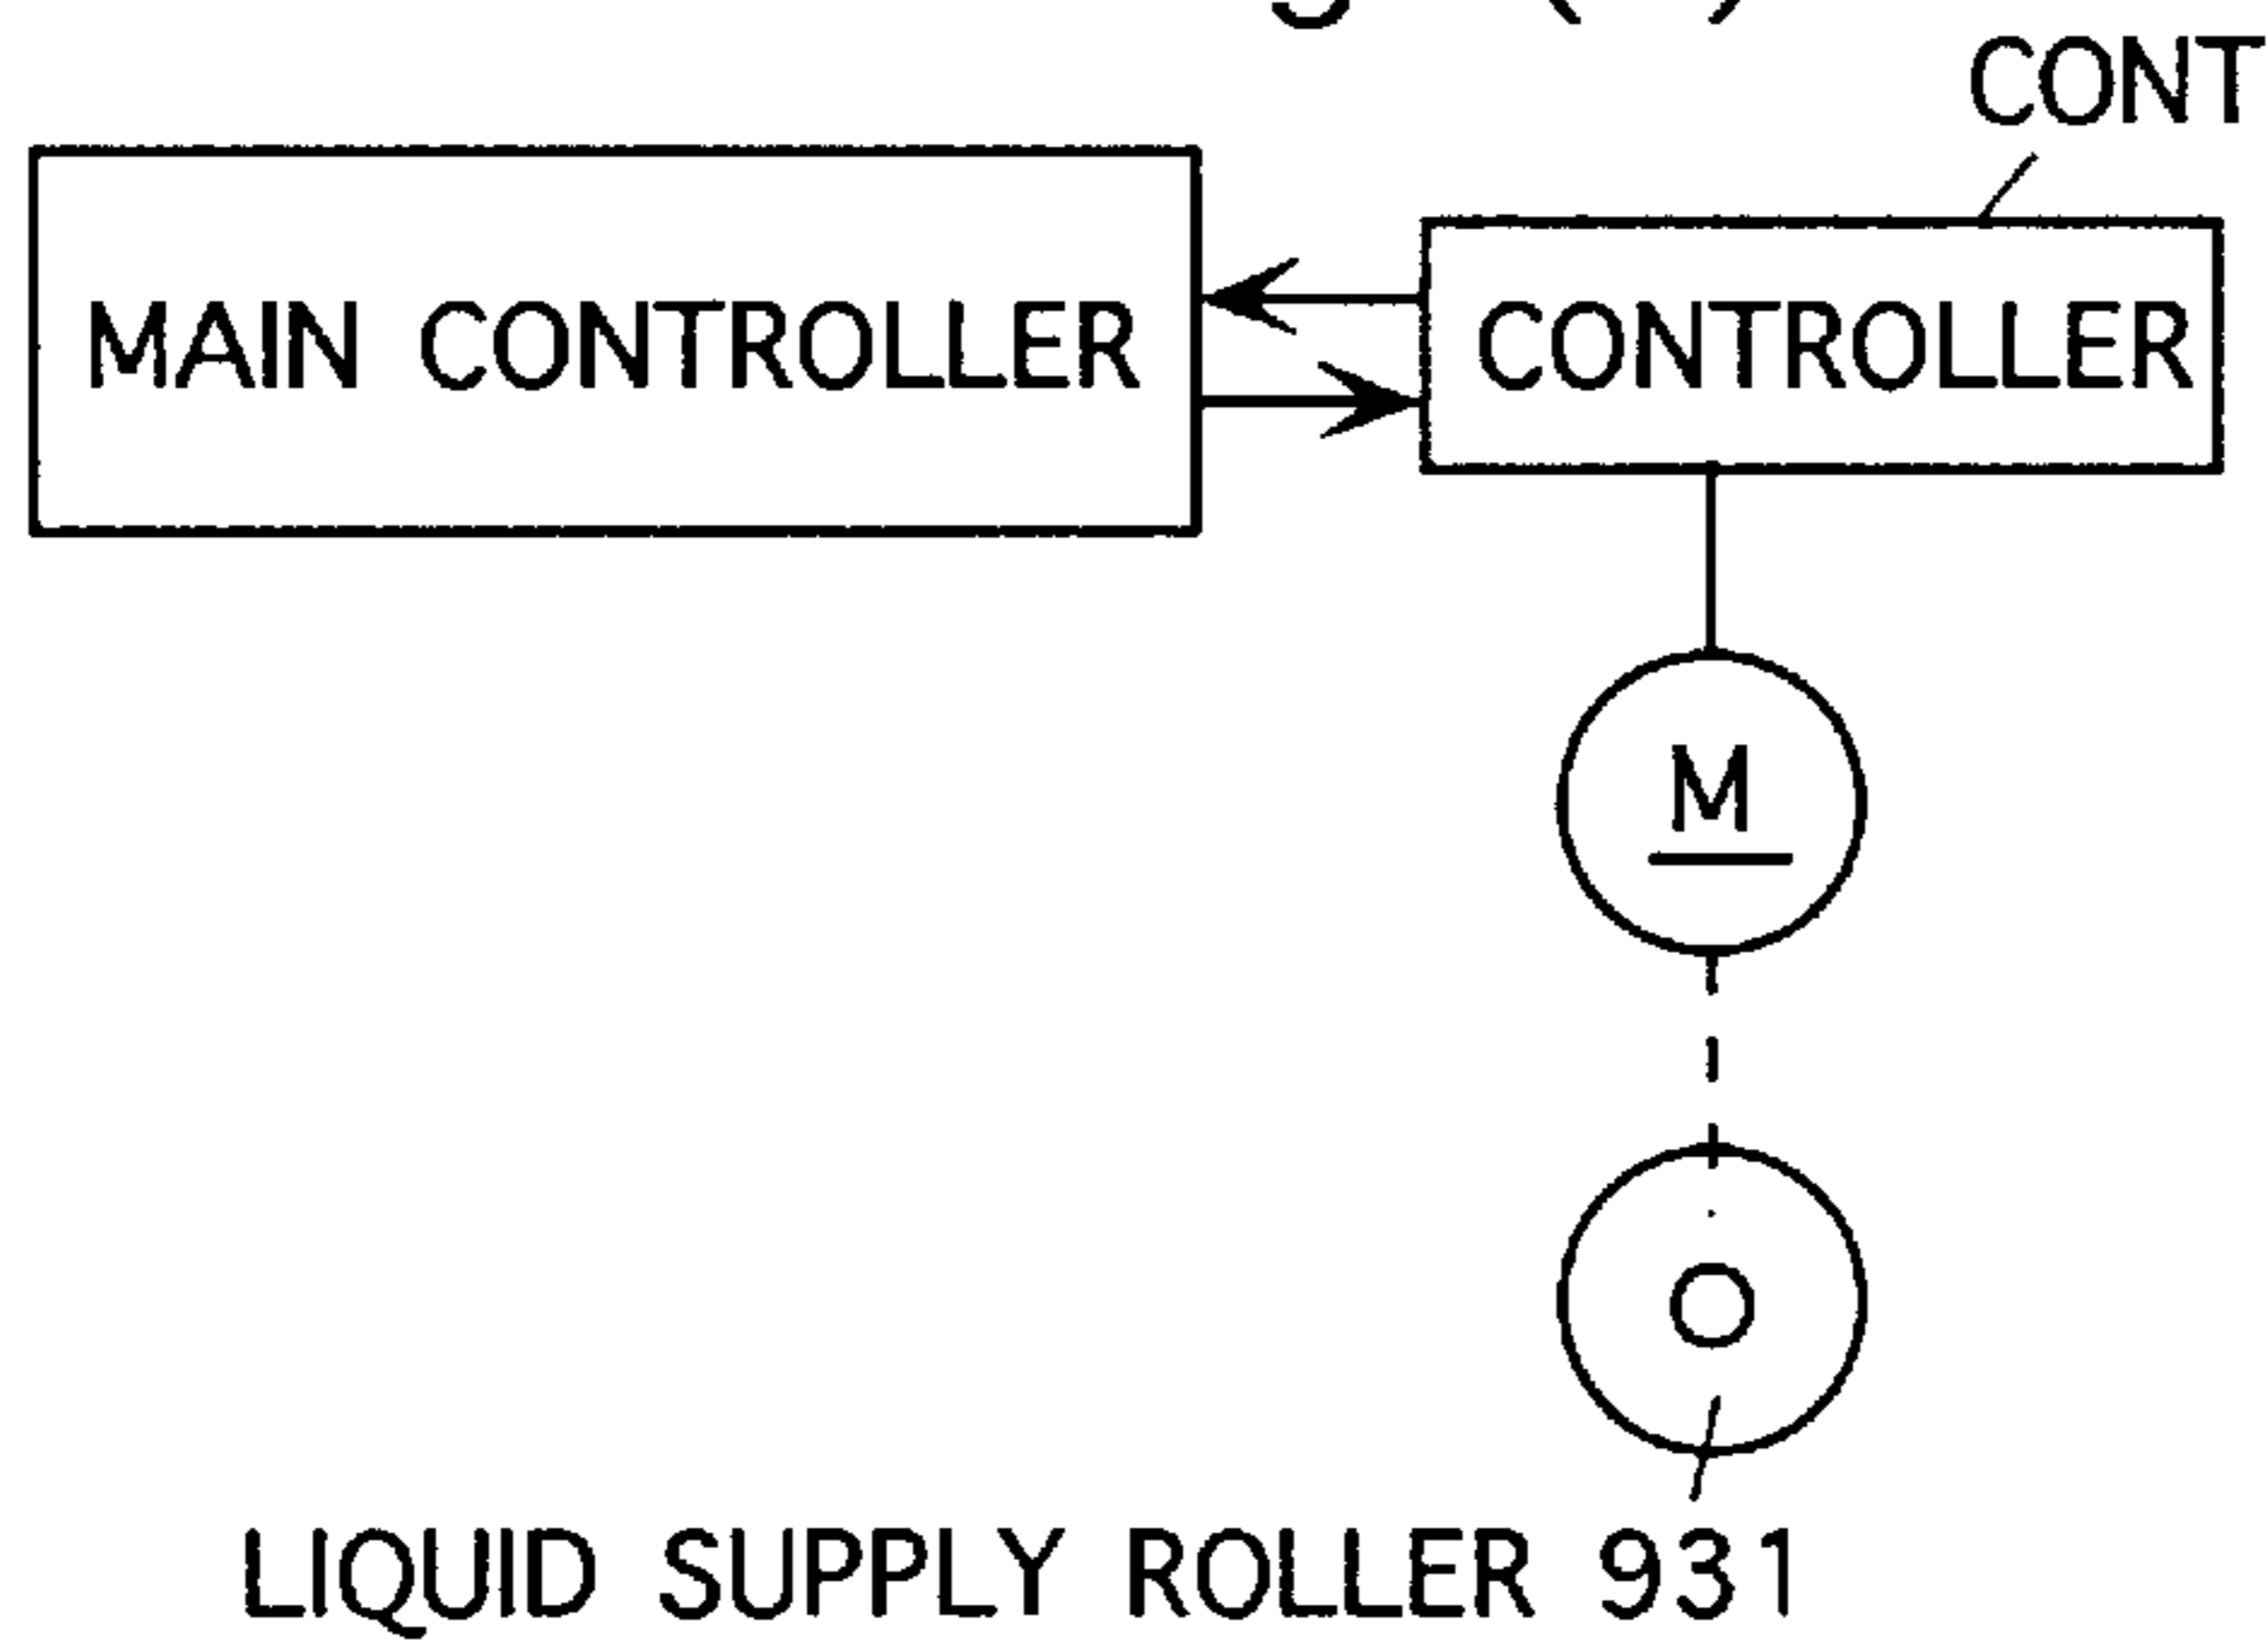 CONT
MAIN CONTROLLER
CONTROLLER
M
LIQUID SUPPLY ROLLER 931